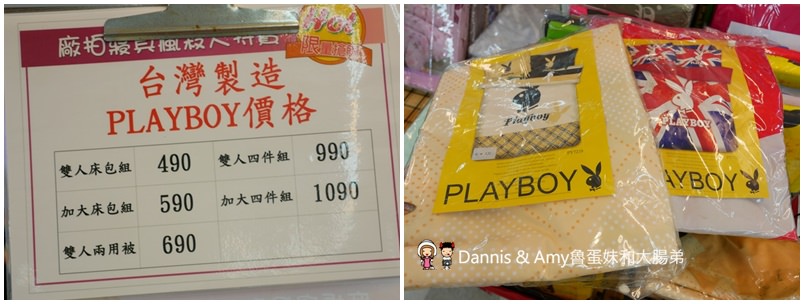 廠拍寢具瘋殺大特賣
Hot
限量搶購
台灣製造
PLAYBOY價格
雙人床包組 490 雙人四件組 990
加大床包組 590 加大四件組 1090
雙人兩用被 690
Playboy
PLAYBOY
PLAYBOY
AYBOY
Dannis & Amy魯蛋妹和大腸弟